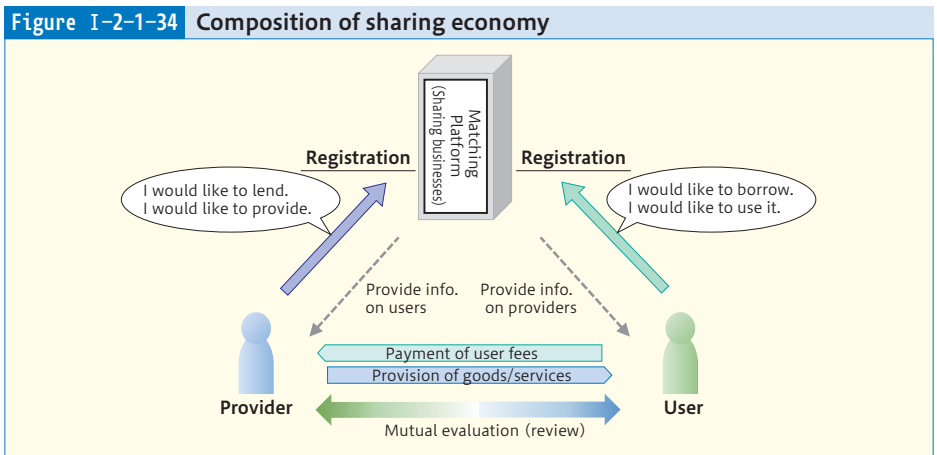 Figure I-2-1-34 Composition of sharing economy
Matching
Platform
(Sharing businesses)
Registration
Registration
I would like to lend.
I would like to provide.
I would like to borrow.
I would like to use it.
Provide info.
on users
Provide info.
on providers
Payment of user fees
Provision of goods/services
Provider
User
Mutual evaluation (review)